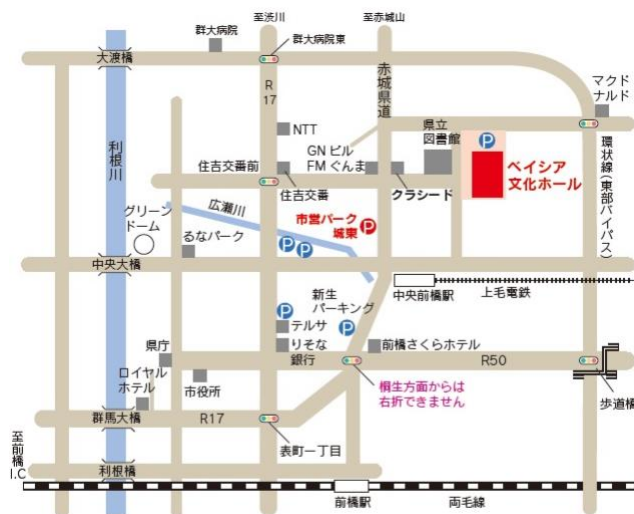 至渋川
至赤城山
群大病院
群大病院東
大渡橋
R
17
赤城県道
マクド
ナルド
利根川
NTT
県立
図書館
P
環状線(東部バイパス)
GNビル
FMぐんま
住吉交番前
住吉交番
クラシード
ベイシア
文化ホール
広瀬川
グリーン
ドーム
るなパーク
市営パーク
城東
P
P
P
中央大橋
中央前橋駅
上毛電鉄
新生
パーキング
P
P
テルサ
りそな
銀行
前橋さくらホテル
R50
県庁
ロイヤル
ホテル
市役所
桐生方面からは
右折できません
歩道橋
群馬大橋
R17
表町一丁目
至前橋I.C
利根橋
前橋駅
両毛線